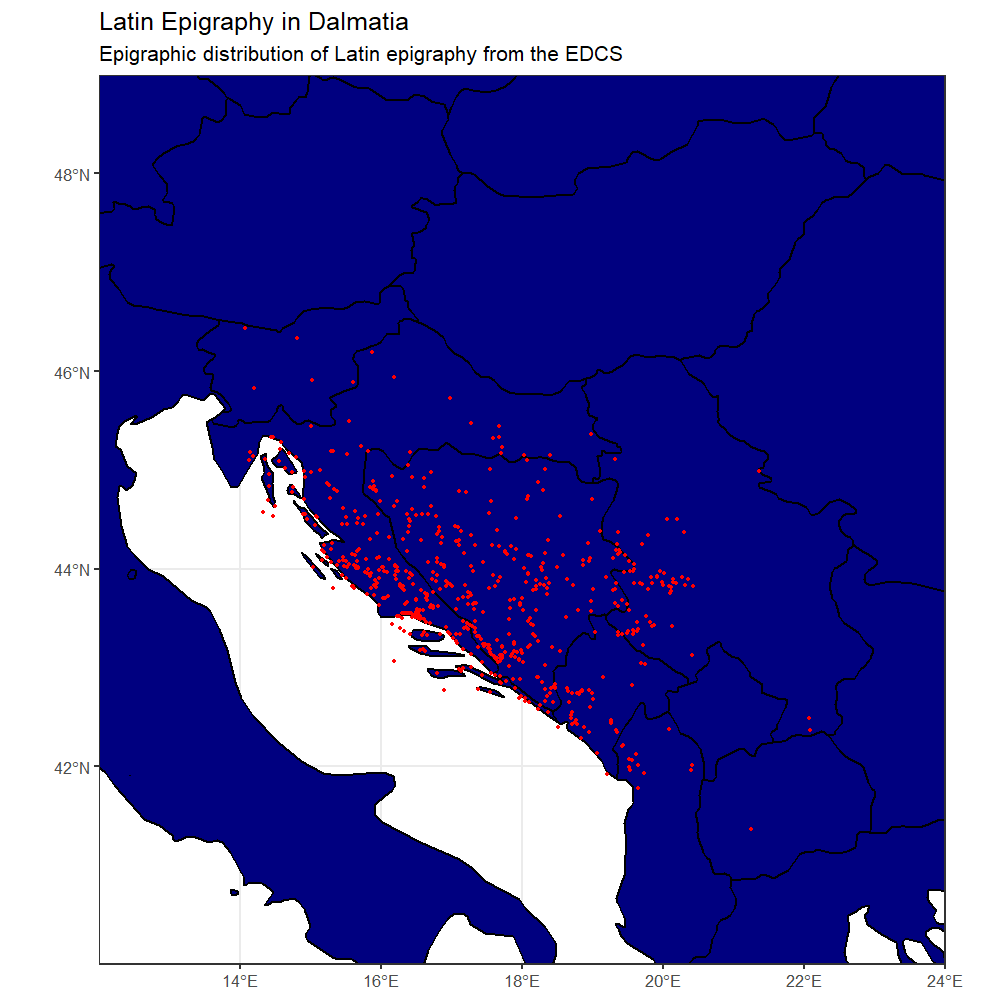 Latin Epigraphy in Dalmatia
Epigraphic distribution of Latin epigraphy from the EDCS
48°N
46°N
44°N
42°N
14°E
16°E
18°E
20°E
22°E
24°E